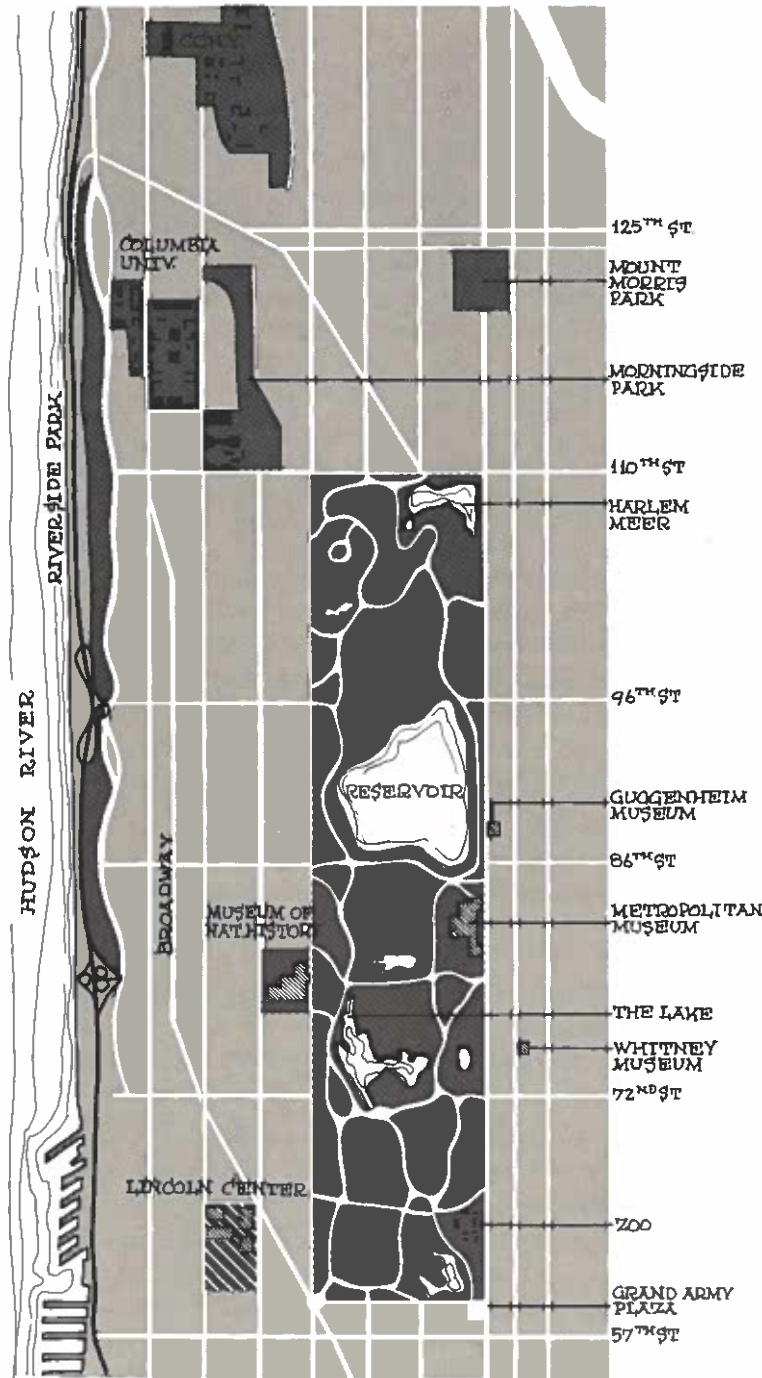 CCNY
125TH ST
COLUMBIA
UNIV.
MOUNT
MORRIS
PARK
MORNINGSIDE
PARK
RIVERSIDE PARK
110TH ST
HARLEM
MEER
96TH ST
HUDSON RIVER
RESERVOIR
GUGGENHEIM
MUSEUM
86TH ST
BROADWAY
MUSEUM OF
NAT. HISTORY
METROPOLITAN
MUSEUM
THE LAKE
WHITNEY
MUSEUM
72ND ST
LINCOLN CENTER
ZOO
GRAND ARMY
PLAZA
57TH ST